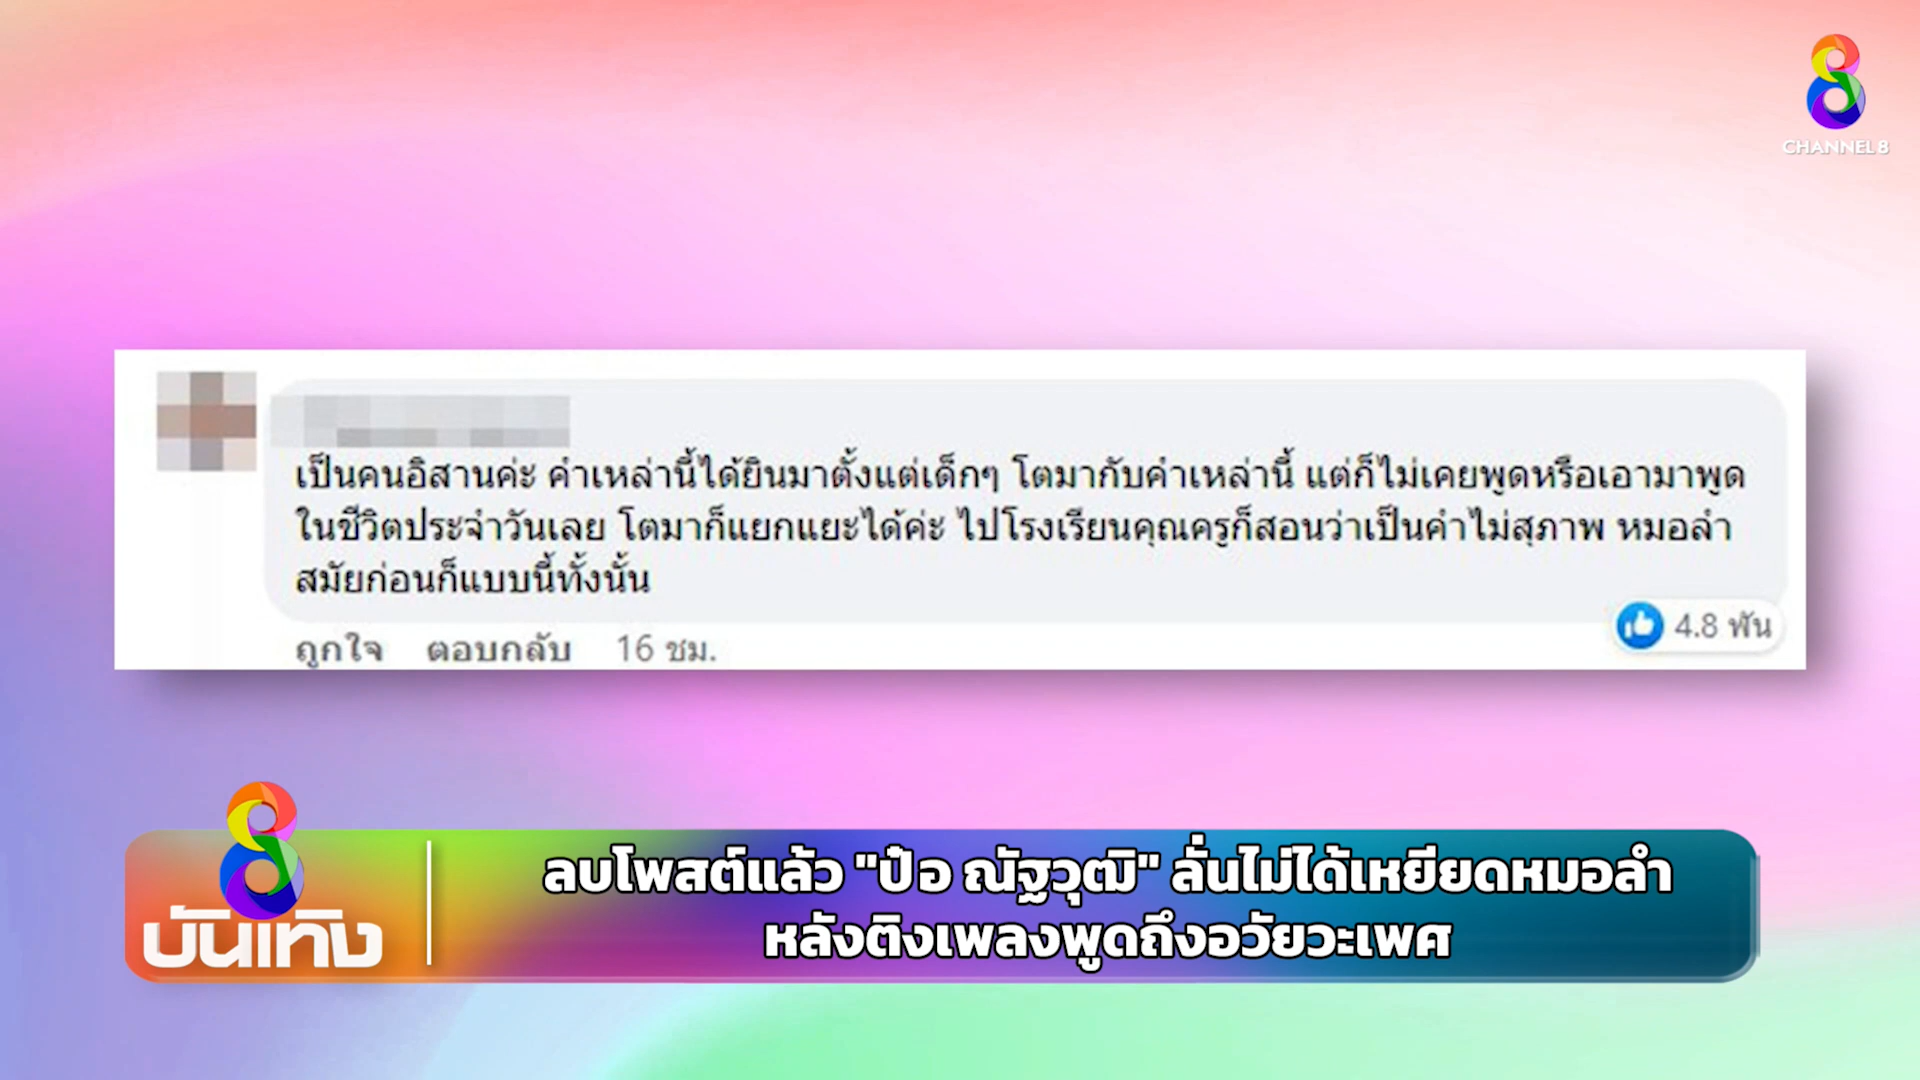 CHANNEL 8
เป็นคนอิสานค่ะ คำเหล่านี้ได้ยินมาตั้งแต่เด็กๆ โตมากับคำเหล่านี้ แต่ก็ไม่เคยพูดหรือเอามาพูด
ในชีวิตประจำวันเลย โตมาก็แยกแยะได้ค่ะ ไปโรงเรียนคุณครูก็สอนว่าเป็นคำไม่สุภาพ หมอลำ
สมัยก่อนก็แบบนี้ทั้งนั้น
4.8 พัน
ถูกใจ ตอบกลับ 16 ชม.
บันเทิง
ลบโพสต์แล้ว "ป๋อ ณัฐวุฒิ" ลั่นไม่ได้เหยียดหมอลำ
หลังติงเพลงพูดถึงอวัยวะเพศ